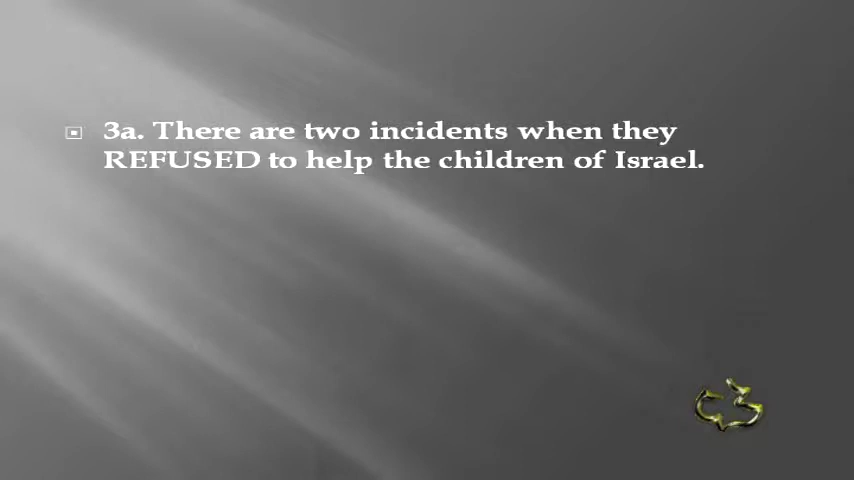 3a. There are two incidents when they
REFUSED to help the children of Israel.